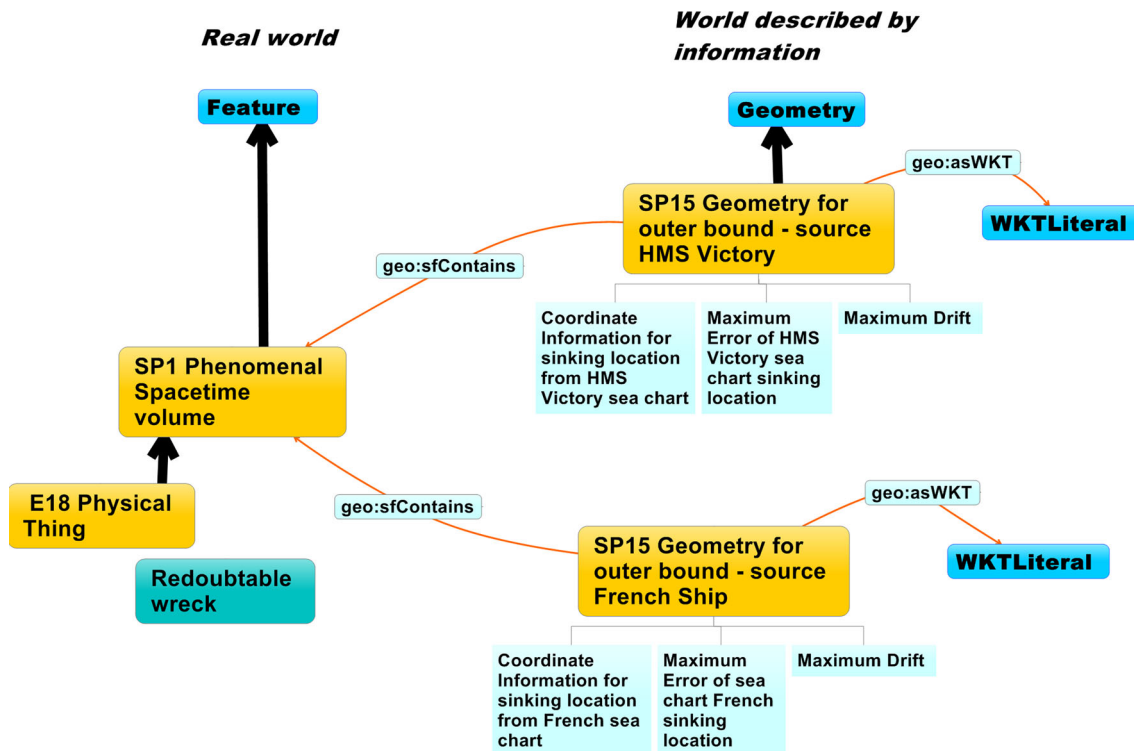 Real world
World described by
information
Feature
Geometry
geo:asWKT
SP15 Geometry for
outer bound - source
HMS Victory
WKTLiteral
geo:sfContains
Coordinate
Information for
sinking location
from HMS
Victory sea chart
Maximum
Error of HMS
Victory sea
chart sinking
location
Maximum Drift
SP1 Phenomenal
Spacetime
volume
E18 Physical
Thing
geo:sfContains
geo:asWKT
SP15 Geometry for
outer bound - source
French Ship
WKTLiteral
Redoubtable
wreck
Coordinate
Information for
sinking location
from French sea
chart
Maximum
Error of sea
chart French
sinking
location
Maximum Drift